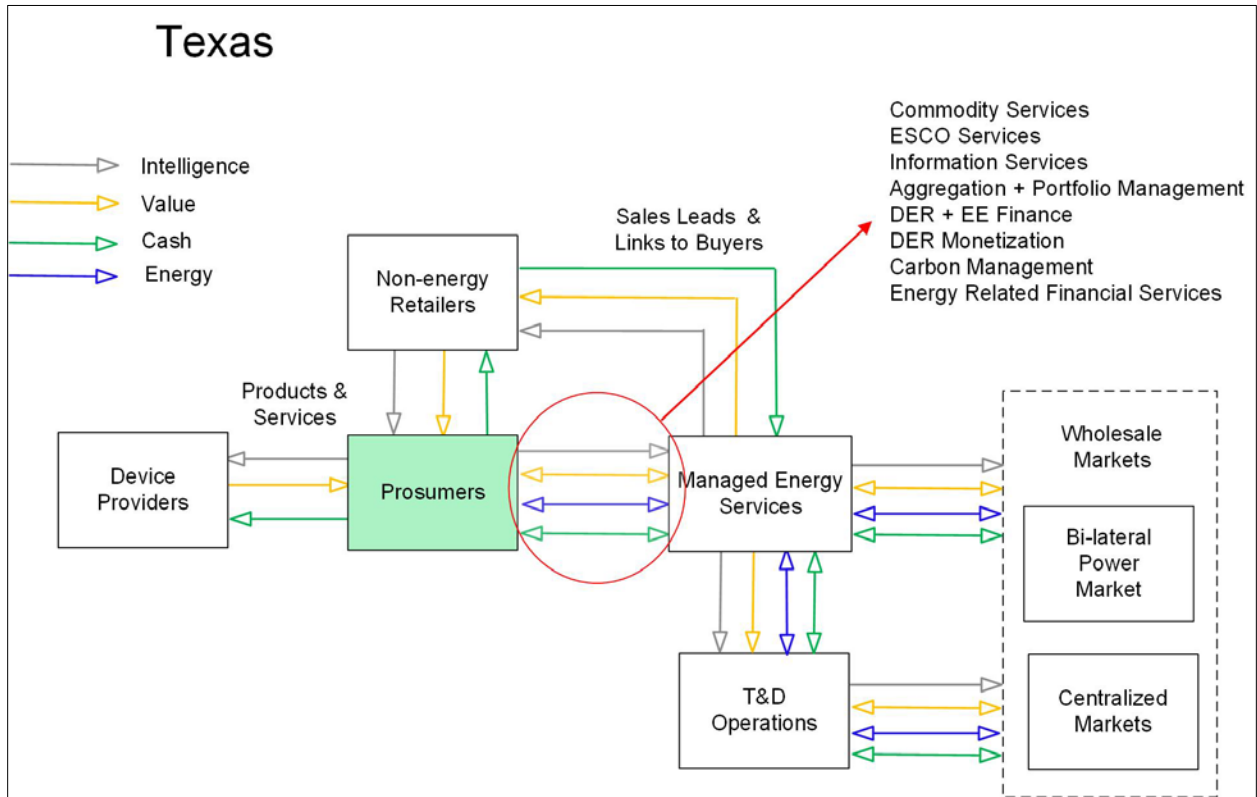 Texas
Intelligence
Value
Cash
Energy
Commodity Services
ESCO Services
Information Services
Aggregation + Portfolio Management
DER + EE Finance
DER Monetization
Carbon Management
Energy Related Financial Services
Sales Leads &
Links to Buyers
Non-energy
Retailers
Products &
Services
Device
Providers
Prosumers
Managed Energy
Services
Wholesale
Markets
Bi-lateral
Power
Market
T&D
Operations
Centralized
Markets